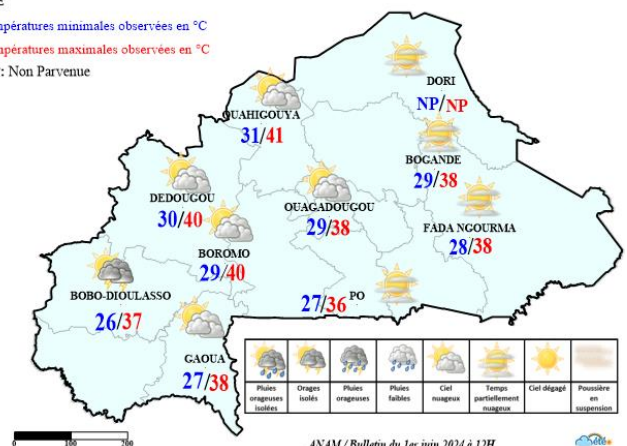 E
mpératures minimales observées en °C
mpératures maximales observées en °C
: Non Parvenue
DORI
NP/NP
OUAHIGOUYA
31/41
BOGANDE
29/38
DEDOUGOU
30/40
OUAGADOUGOU
29/38
FADA NGOURMA
28/38
BOROMO
29/40
BOBO-DIOULASSO
26/37
27/36 PO
GAOUA
27/38
Pluies orageuses isolées
Orages isolés
Pluies orageuses
Pluies faibles
Ciel nuageux
Temps partiellement nuageux
Ciel dégagé
Poussière en suspension
0 100 200
ANAM / Bulletin du 1er juin 2024 à 12H